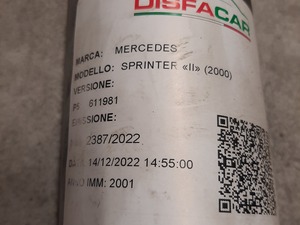 DISFACAR
MARCA: MERCEDES
MODELLO: SPRINTER «II» (2000)
VERSIONE:
611981
2387/2022
14/12/2022 14:55:00
IMM: 2001